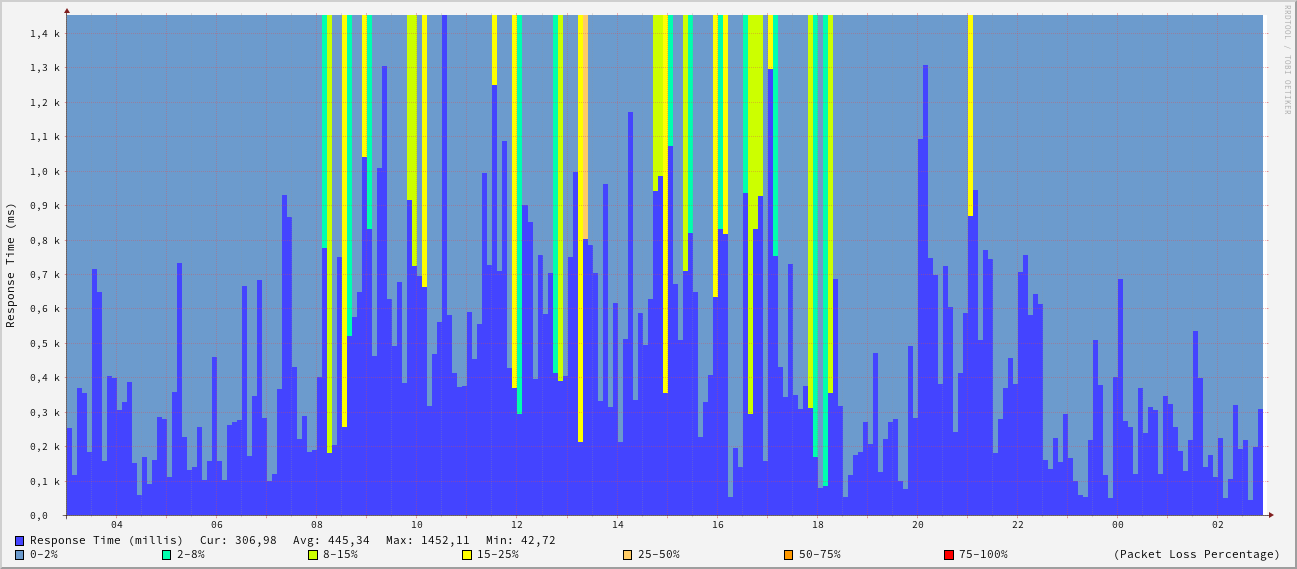 RRDTOOL / TOBI OETIKER
Response Time (ms)
1,4 k
1,3 k
1,2 k
1,1 k
1,0 k
0,9 k
0,8 k
0,7 k
0,6 k
0,5 k
0,4 k
0,3 k
0,2 k
0,1 k
0,0
04 06 08 10 12 14 16 18 20 22 00 02
Response Time (millis) Cur: 306,98 Avg: 445,34 Max: 1452,11 Min: 42,72
0-2% 2-8% 8-15% 15-25% 25-50% 50-75% 75-100% (Packet Loss Percentage)